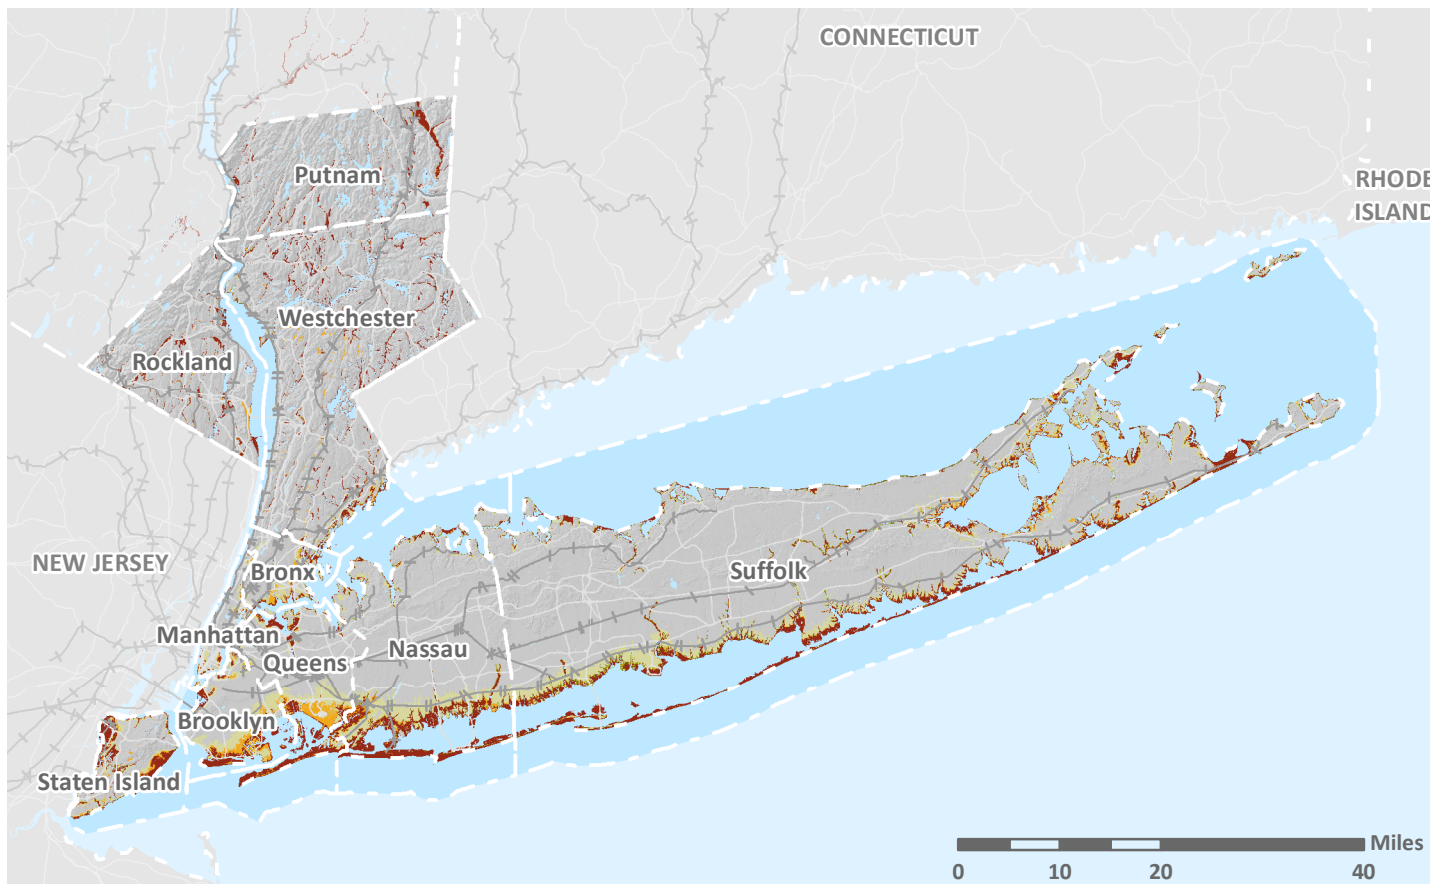 CONNECTICUT
Putnam
RHODE
ISLAND
Westchester
Rockland
NEW JERSEY
Bronx
Suffolk
Manhattan
Nassau
Queens
Brooklyn
Staten Island
Miles
0 10 20 40